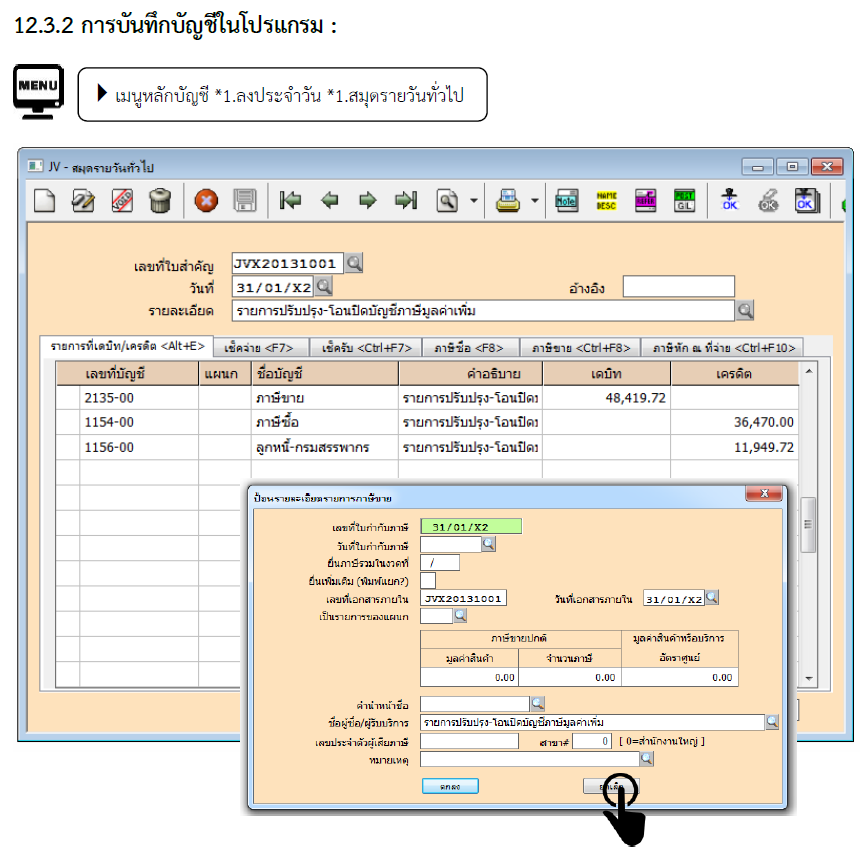 12.3.2 การบันทึกบัญชีในโปรแกรม :
MENU
เมนูหลักบัญชี *1.ลงประจำวัน *1.สมุดรายวันทั่วไป
JV - สมุดรายวันทั่วไป
Note NAME DESC POST GL OK OK OK
เลขที่ใบสำคัญ JVX20131001
วันที่ 31/01/X2 อ้างอิง
รายละเอียด รายการปรับปรุง-โอนปิดบัญชีภาษีมูลค่าเพิ่ม
รายการที่เดบิท/เครดิต <Alt+E> เช็คจ่าย <F7> เช็ครับ <Ctrl+F7> ภาษีซื้อ <F8> ภาษีขาย <Ctrl+F8> ภาษีหัก ณ ที่จ่าย <Ctrl+F10>
เลขที่บัญชี แผนก ชื่อบัญชี คำอธิบาย เดบิท เครดิต
2135-00 ภาษีขาย รายการปรับปรุง-โอนปิด 48,419.72
1154-00 ภาษีซื้อ รายการปรับปรุง-โอนปิด 36,470.00
1156-00 ลูกหนี้-กรมสรรพากร รายการปรับปรุง-โอนปิด 11,949.72
ป้อนรายละเอียดรายการภาษีขาย
X
เลขที่ใบกำกับภาษี 31/01/X2
วันที่ใบกำกับภาษี
ยื่นภาษีรวมในงวดที่ /
ยื่นเพิ่มเติม (พิมพ์แยก?)
เลขที่เอกสารภายใน JVX20131001 วันที่เอกสารภายใน 31/01/X2
เป็นรายการของแผนก
ภาษีขายปกติ มูลค่าสินค้าหรือบริการ
มูลค่าสินค้า จำนวนภาษี อัตราศูนย์
0.00 0.00 0.00
คำนำหน้าชื่อ
ชื่อผู้ซื้อ/ผู้รับบริการ รายการปรับปรุง-โอนปิดบัญชีภาษีมูลค่าเพิ่ม
เลขประจำตัวผู้เสียภาษี สาขา# 0 [ 0=สำนักงานใหญ่ ]
หมายเหตุ
ตกลง